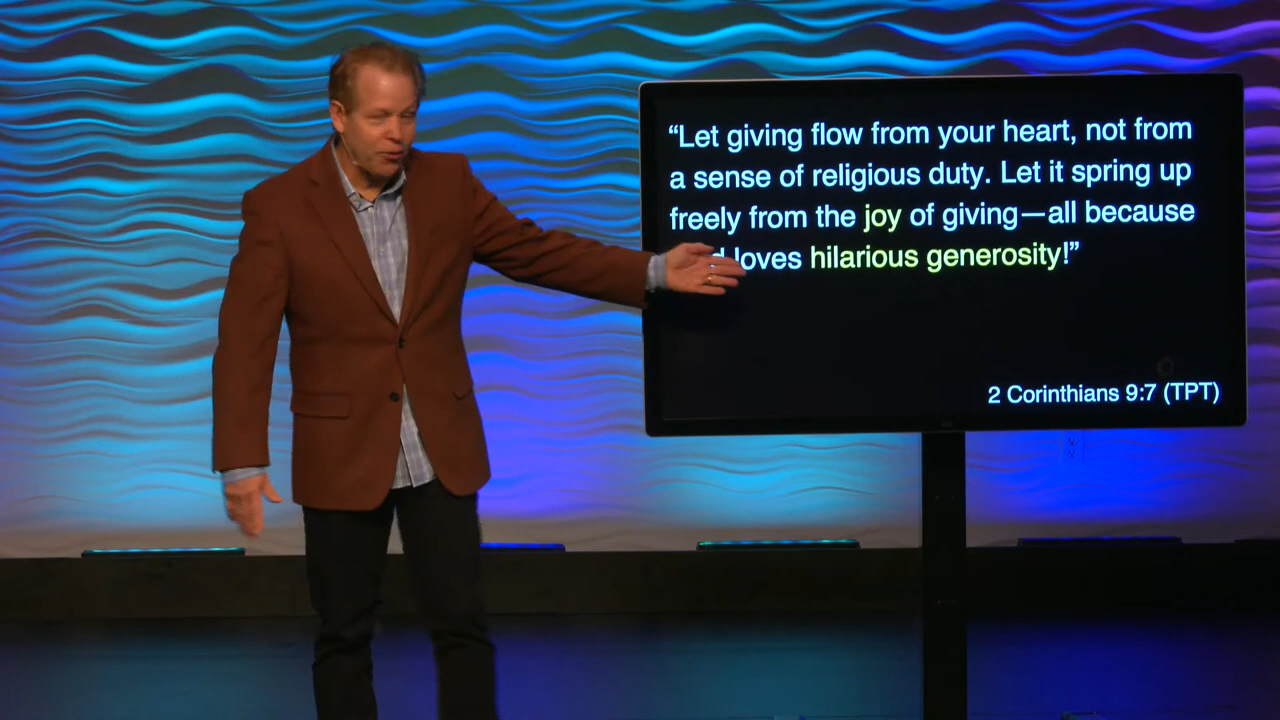 “Let giving flow from your heart, not from
a sense of religious duty. Let it spring up
freely from the joy of giving—all because
loves hilarious generosity!”
2 Corinthians 9:7 (TPT)